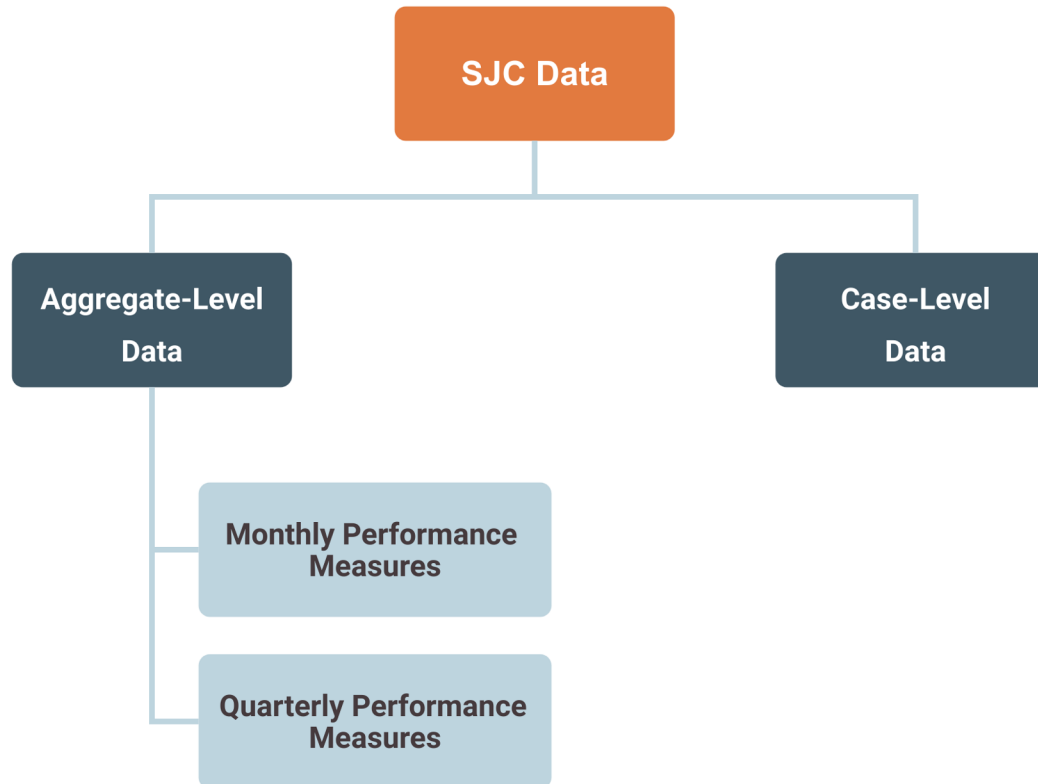 SJC Data
Aggregate-Level
Data
Case-Level
Data
Monthly Performance
Measures
Quarterly Performance
Measures